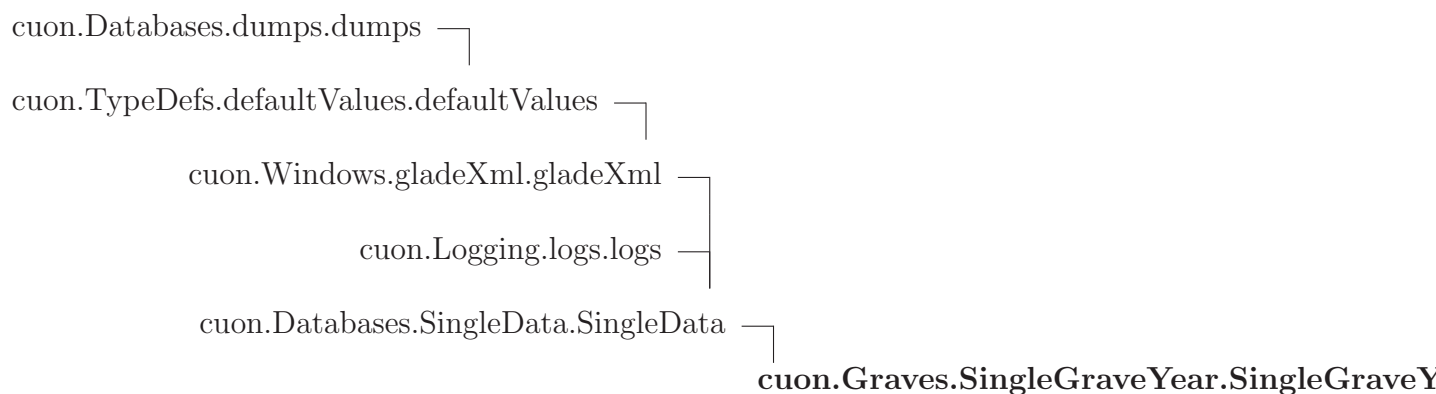 cuon.Databases.dumps.dumps
cuon.TypeDefs.defaultValues.defaultValues
cuon.Windows.gladeXml.gladeXml
cuon.Logging.logs.logs
cuon.Databases.SingleData.SingleData
cuon.Graves.SingleGraveYear.SingleGraveY